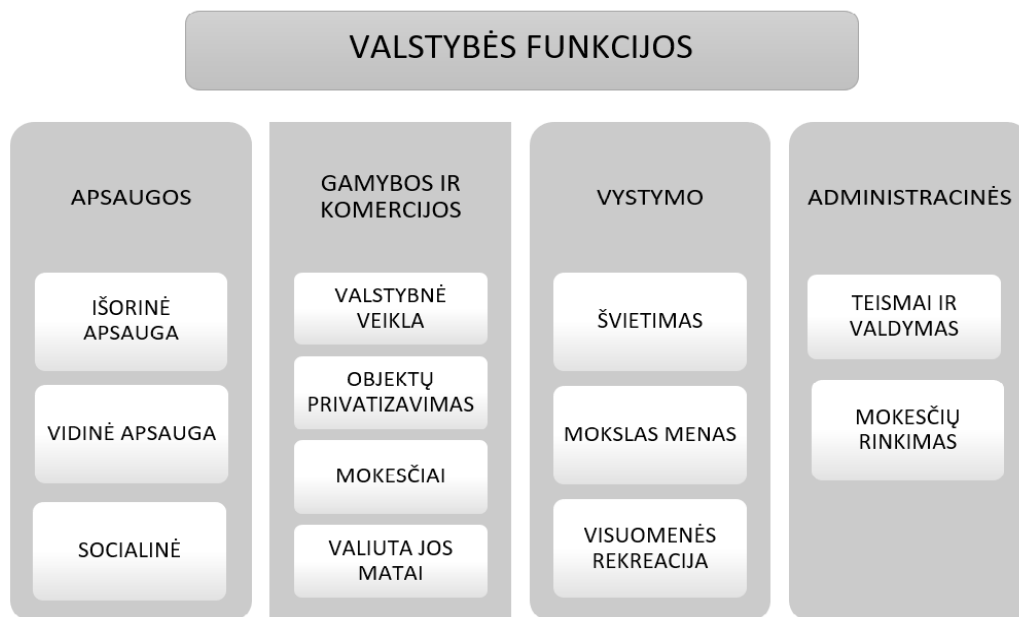 VALSTYBĖS FUNKCIJOS
APSAUGOS
IŠORINĖ
APSAUGA
VIDINĖ APSAUGA
SOCIALINĖ
GAMYBOS IR
KOMERCIJOS
VALSTYBNĖ
VEIKLA
OBJEKTŲ
PRIVATIZAVIMAS
MOKESČIAI
VALIUTA JOS
MATAI
VYSTYMO
ŠVIETIMAS
MOKSLAS MENAS
VISUOMENĖS
REKREACIJA
ADMINISTRACINĖS
TEISMAI IR
VALDYMAS
MOKESČIŲ
RINKIMAS